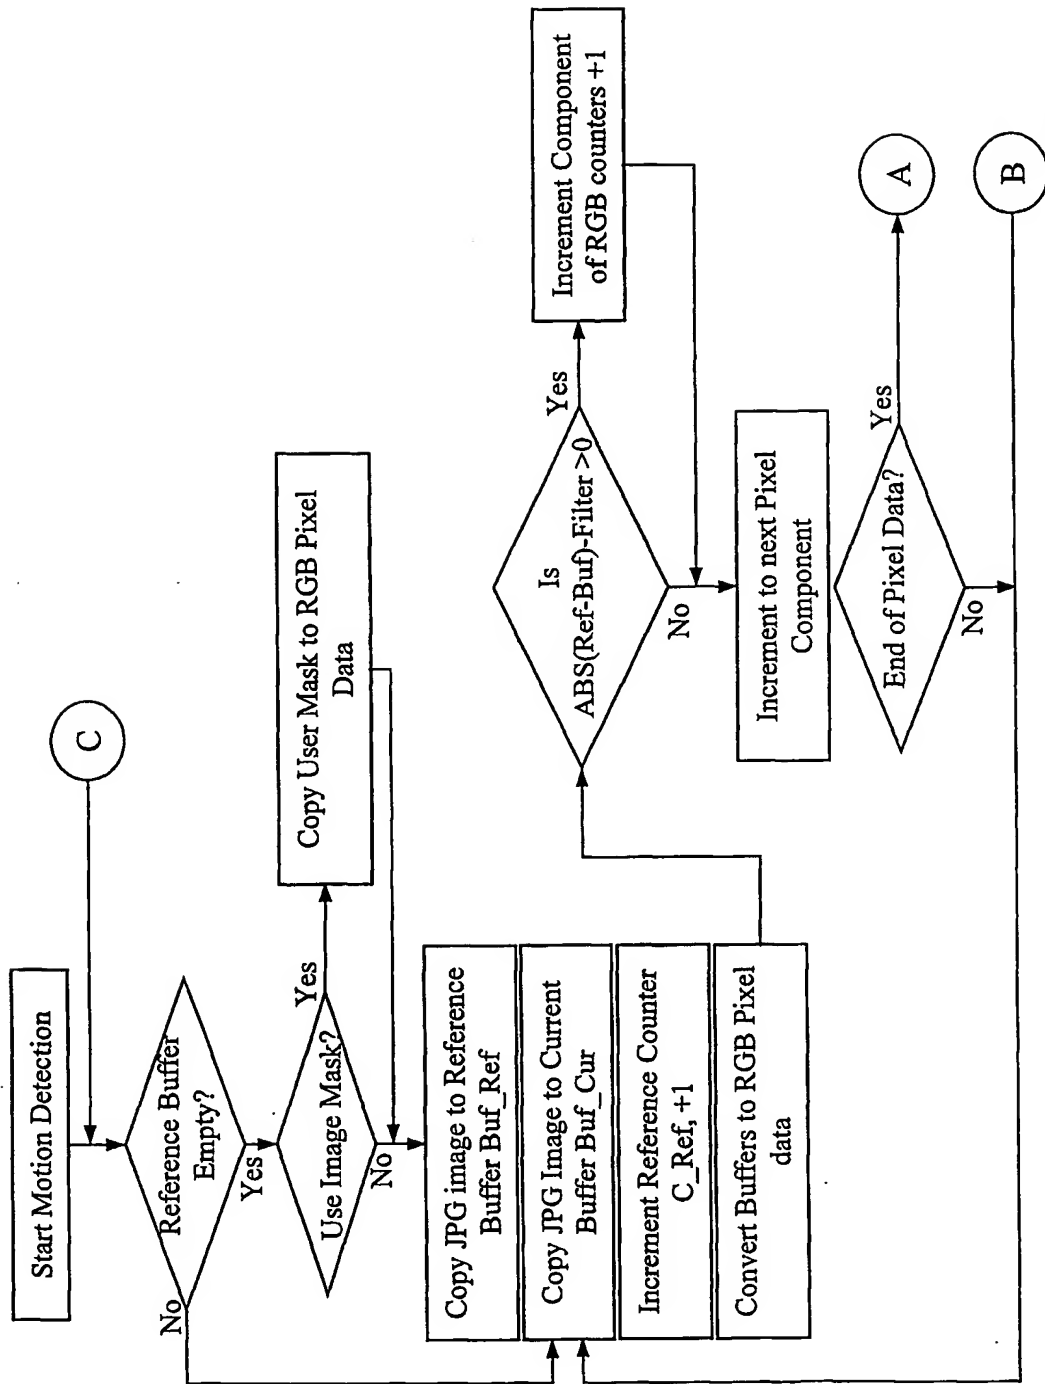 Start Motion Detection
C
Reference Buffer
Empty?
No
Yes
Use Image Mask?
Yes
No
Copy User Mask to RGB Pixel
Data
Copy JPG image to Reference
Buffer Buf_Ref
Copy JPG Image to Current
Buffer Buf_Cur
Increment Reference Counter
C_Ref, +1
Convert Buffers to RGB Pixel
data
Is
ABS(Ref-Buf)-Filter >0
Yes
No
Increment Component
of RGB counters +1
Increment to next Pixel
Component
End of Pixel Data?
Yes
No
A
B